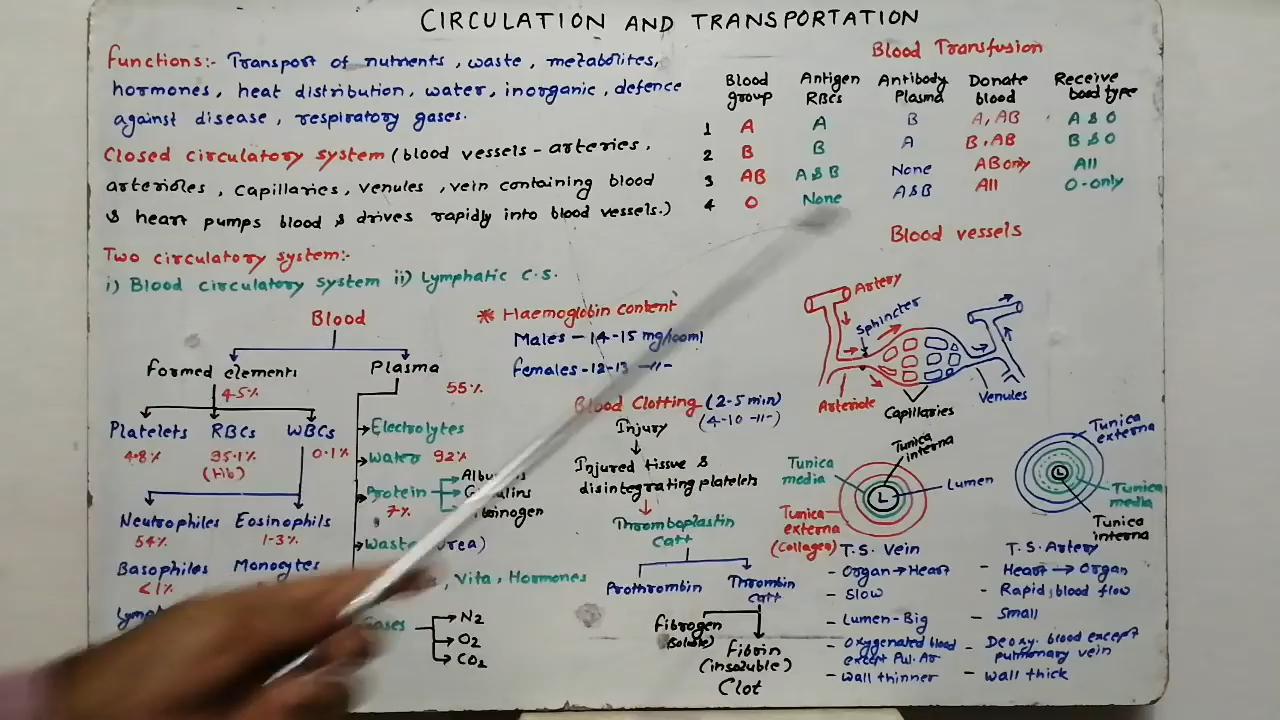 CIRCULATION AND TRANSPORTATION
Functions:- Transport of nutrients, waste, metabolites,
hormones, heat distribution, water, inorganic, defence
against disease, respiratory gases.
Closed circulatory system (blood vessels - arteries,
arterioles, capillaries, venules, vein containing blood
& heart pumps blood & drives rapidly into blood vessels.)
Two circulatory system:-
i) Blood circulatory system ii) Lymphatic C.S.
Blood Transfusion
Blood group Antigen RBCs Antibody Plasma Donate blood Receive
1 A A B A, AB A & O
2 B B A B, AB B & O
3 AB A & B None AB only All
4 O None A & B All O-only
Blood
Formed elements
45%
Plasma
55%
Platelets RBCs WBCs
4.8% 35.1% 0.1%
(Hb)
Neutrophiles Eosinophils
54% 1-3%
Basophiles Monocytes
<1%
Electrolytes
Water 92%
Protein
7%
Waste
, Vita, Hormones
N2
O2
CO2
* Haemoglobin content
Males - 14-15
Females - 12-13 -11-
Blood Clotting (2-5 min)
(4-10 -11-)
Injury
Injured tissue &
disintegrating platelets
Thromboplastin
Ca++
Prothrombin Thrombin
Ca++
Fibrogen
(soluble)
Fibrin
(insoluble)
Clot
Blood vessels
Artery
Sphincter
Arteriole
Capillaries
Venules
Tunica interna
Tunica media
Lumen
Tunica externa
(Collagen)
L
Tunica externa
L
Tunica media
Tunica interna
T.S. Vein
- Organ → Heart
- Slow
- Lumen-Big
- Oxygenated blood
except Pul. Ar
- wall thinner
T.S. Artery
- Heart → Organ
- Rapid, blood flow
- Small
- Deoxy. blood except
pulmonary vein
- wall thick